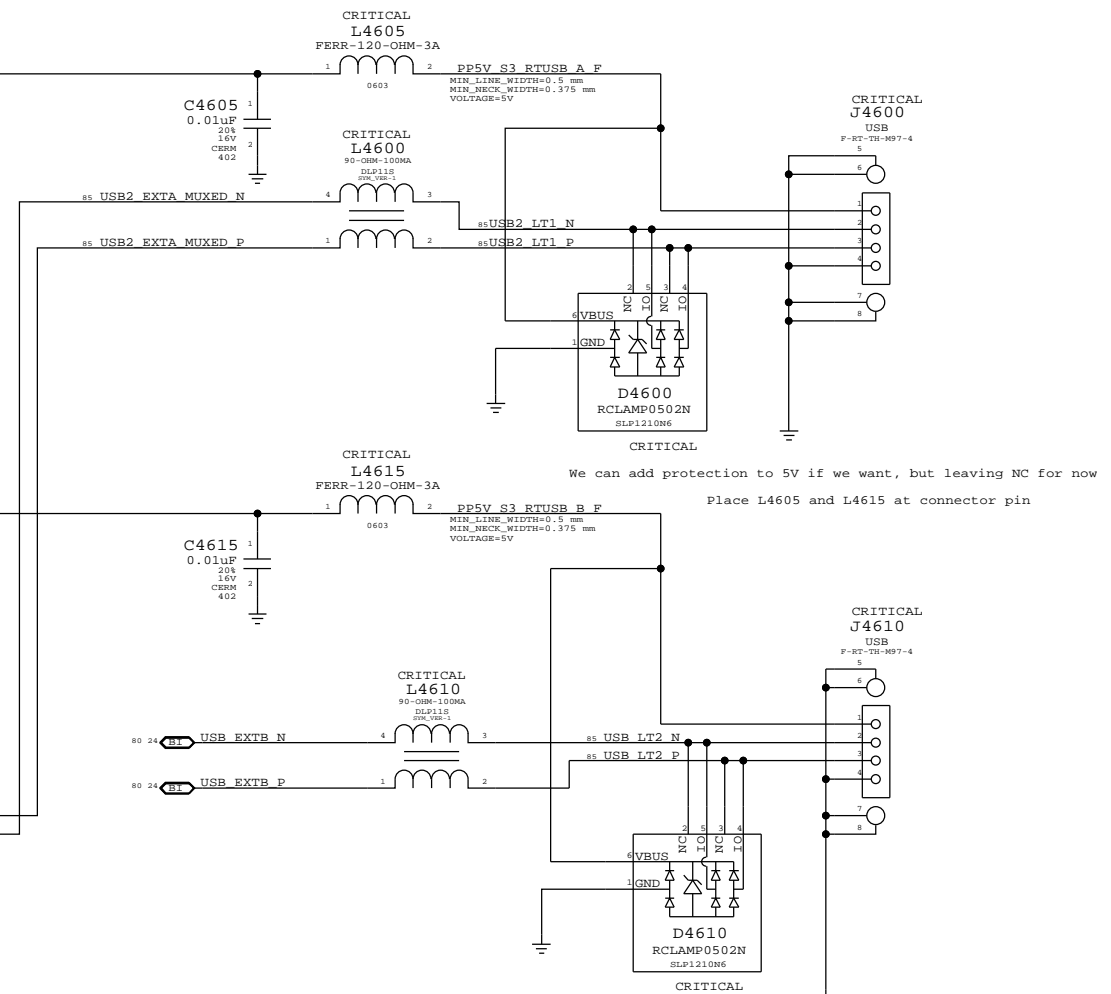 CRITICAL
L4605
FERR-120-OHM-3A
1
2
PP5V_S3_RTUSB_A_F
0603
MIN_LINE_WIDTH=0.5 mm
MIN_NECK_WIDTH=0.375 mm
VOLTAGE=5V
C4605
0.01uF
20%
16V
CERM
402
1
2
CRITICAL
L4600
90-OHM-100MA
DLP11S
SYM_VER-1
85 USB2_EXTA_MUXED_N
4
3
85 USB2_EXTA_MUXED_P
1
2
85 USB2_LT1_N
85 USB2_LT1_P
CRITICAL
J4600
USB
F-RT-TH-M97-4
5
6
1
2
3
4
7
8
2
5
3
4
NC
IO
NC
IO
6 VBUS
1 GND
D4600
RCLAMP0502N
SLP1210N6
CRITICAL
We can add protection to 5V if we want, but leaving NC for now
Place L4605 and L4615 at connector pin
CRITICAL
L4615
FERR-120-OHM-3A
1
2
PP5V_S3_RTUSB_B_F
0603
MIN_LINE_WIDTH=0.5 mm
MIN_NECK_WIDTH=0.375 mm
VOLTAGE=5V
C4615
0.01uF
20%
16V
CERM
402
1
2
CRITICAL
L4610
90-OHM-100MA
DLP11S
SYM_VER-1
80 24 BI USB_EXTB_N
4
3
80 24 BI USB_EXTB_P
1
2
85 USB_LT2_N
85 USB_LT2_P
CRITICAL
J4610
USB
F-RT-TH-M97-4
5
6
1
2
3
4
7
8
2
5
3
4
NC
IO
NC
IO
6 VBUS
1 GND
D4610
RCLAMP0502N
SLP1210N6
CRITICAL